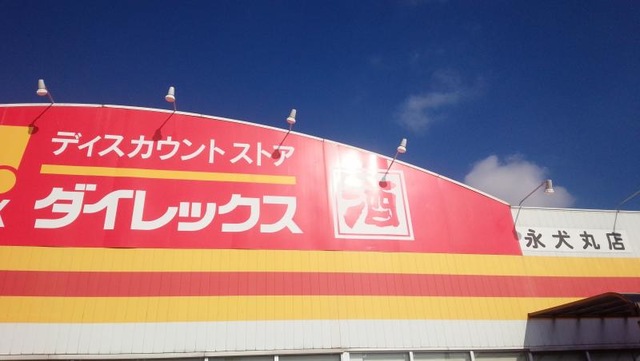 ディスカウントストア
ダイレックス
酒
永犬丸店